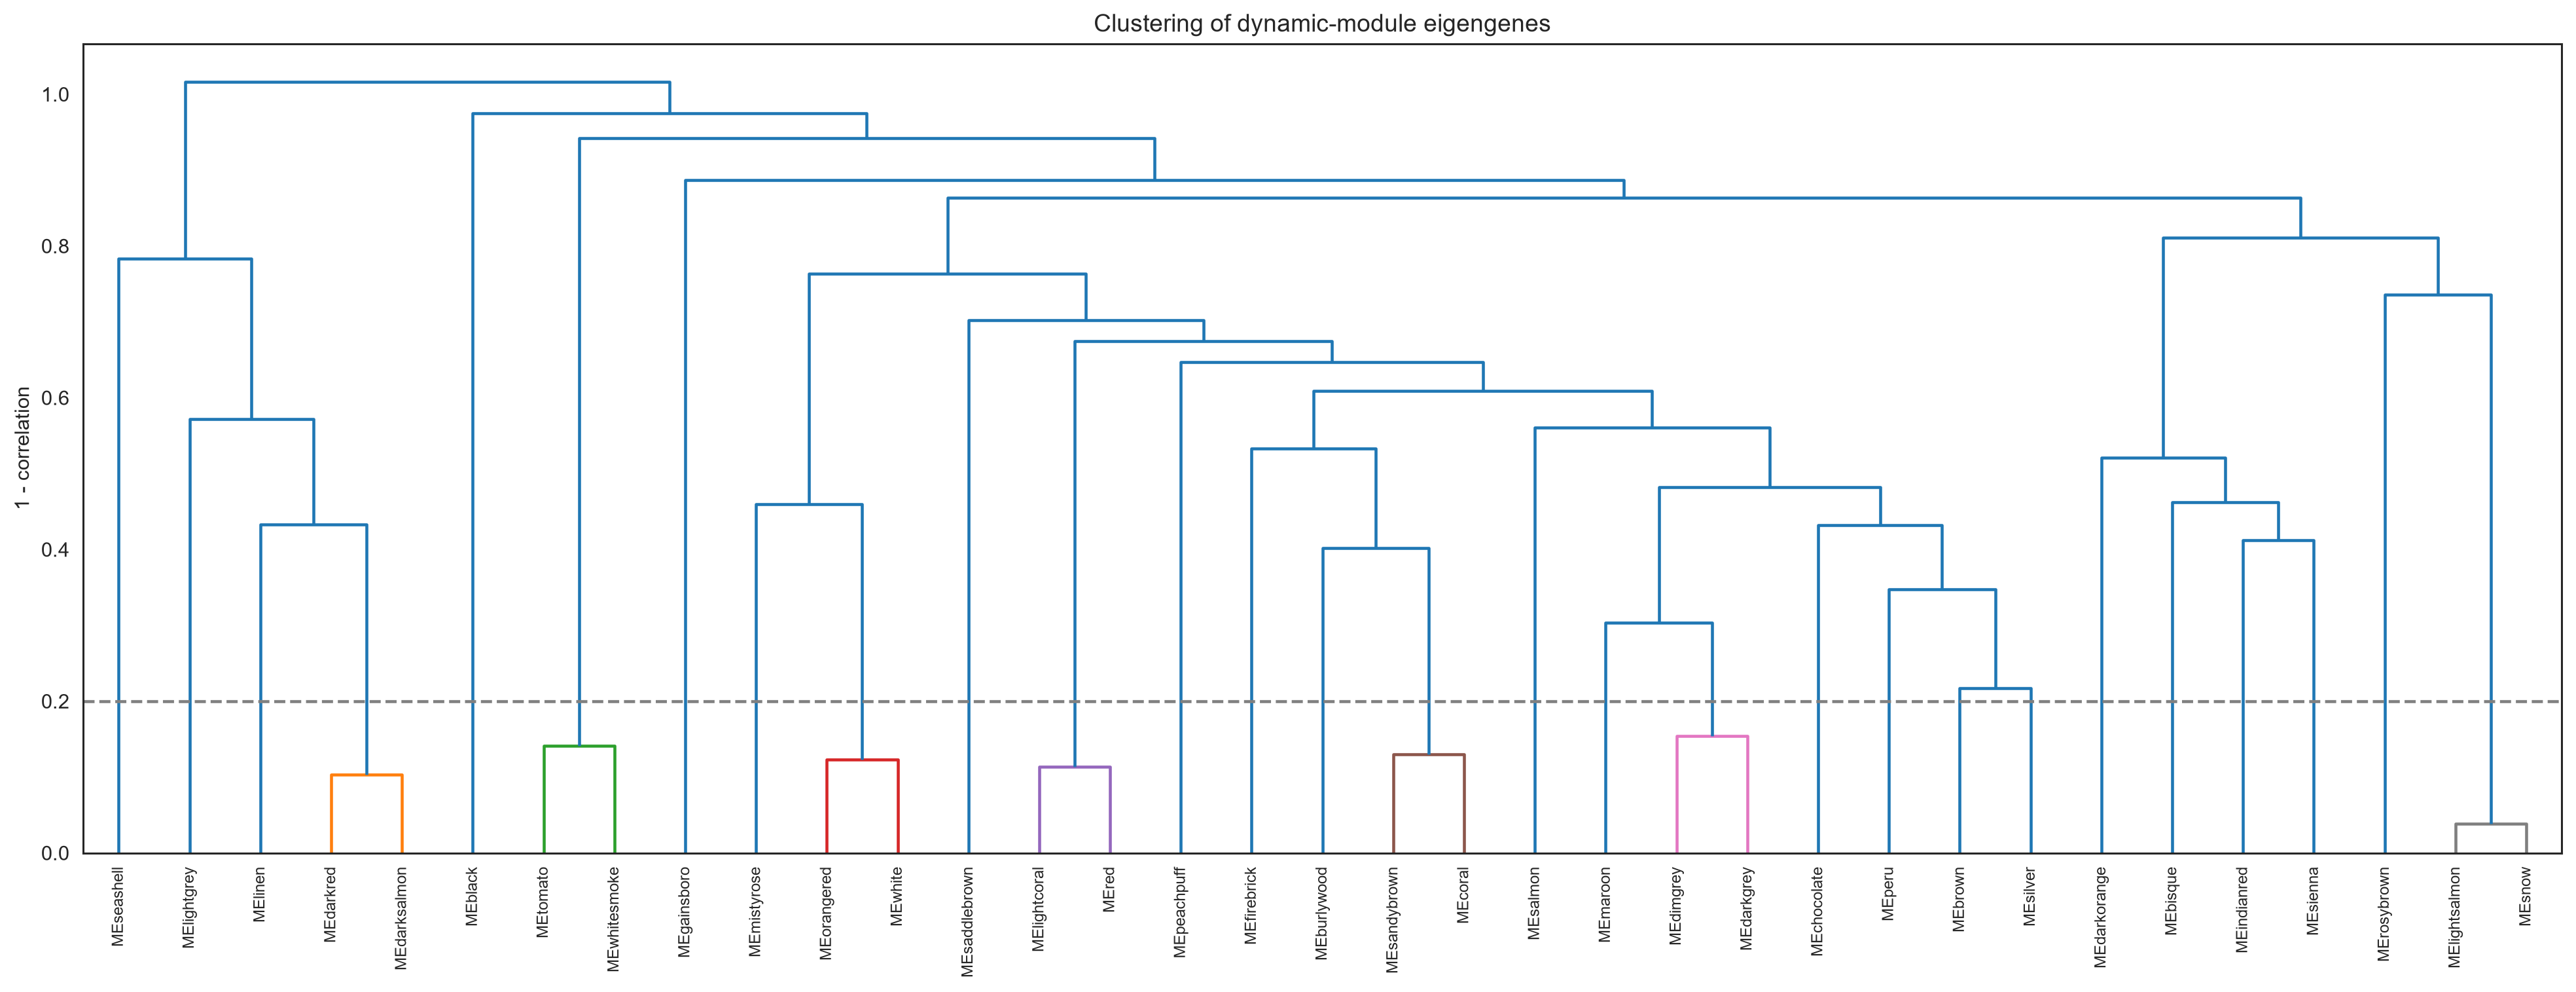 Clustering of dynamic-module eigengenes
1 - correlation
1.0
0.8
0.6
0.4
0.2
0.0
MEseashell
MElightgrey
MElinen
MEdarkred
MEdarksalmon
MEblack
MEtomato
MEwhitesmoke
MEgainsboro
MEmistyrose
MEorangered
MEwhite
MEsaddlebrown
MElightcoral
MEred
MEpeachpuff
MEfirebrick
MEburlywood
MEsandybrown
MEcoral
MEsalmon
MEmaroon
MEdimgrey
MEdarkgrey
MEchocolate
MEperu
MEbrown
MEsilver
MEdarkorange
MEbisque
MEindianred
MEsienna
MErosybrown
MElightsalmon
MEsnow